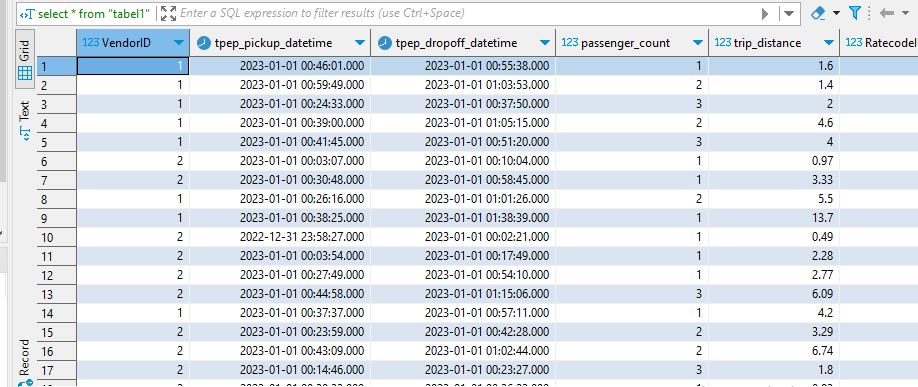 select * from "tabel1" Enter a SQL expression to filter results (use Ctrl+Space)
Grid
Text
Record
123 VendorID tpep_pickup_datetime tpep_dropoff_datetime 123 passenger_count 123 trip_distance 123 RatecodeI
1 1 2023-01-01 00:46:01.000 2023-01-01 00:55:38.000 1 1.6
2 1 2023-01-01 00:59:49.000 2023-01-01 01:03:53.000 2 1.4
3 1 2023-01-01 00:24:33.000 2023-01-01 00:37:50.000 3 2
4 1 2023-01-01 00:39:00.000 2023-01-01 01:05:15.000 2 4.6
5 1 2023-01-01 00:41:45.000 2023-01-01 00:51:20.000 3 4
6 2 2023-01-01 00:03:07.000 2023-01-01 00:10:04.000 1 0.97
7 2 2023-01-01 00:30:48.000 2023-01-01 00:58:45.000 1 3.33
8 1 2023-01-01 00:26:16.000 2023-01-01 01:01:26.000 2 5.5
9 1 2023-01-01 00:38:25.000 2023-01-01 01:38:39.000 1 13.7
10 2 2022-12-31 23:58:27.000 2023-01-01 00:02:21.000 1 0.49
11 2 2023-01-01 00:03:54.000 2023-01-01 00:17:49.000 1 2.28
12 2 2023-01-01 00:27:49.000 2023-01-01 00:54:10.000 1 2.77
13 2 2023-01-01 00:44:58.000 2023-01-01 01:15:06.000 3 6.09
14 1 2023-01-01 00:37:37.000 2023-01-01 00:57:11.000 1 4.2
15 2 2023-01-01 00:23:59.000 2023-01-01 00:42:28.000 2 3.29
16 2 2023-01-01 00:43:09.000 2023-01-01 01:02:44.000 2 6.74
17 2 2023-01-01 00:14:46.000 2023-01-01 00:23:27.000 3 1.8